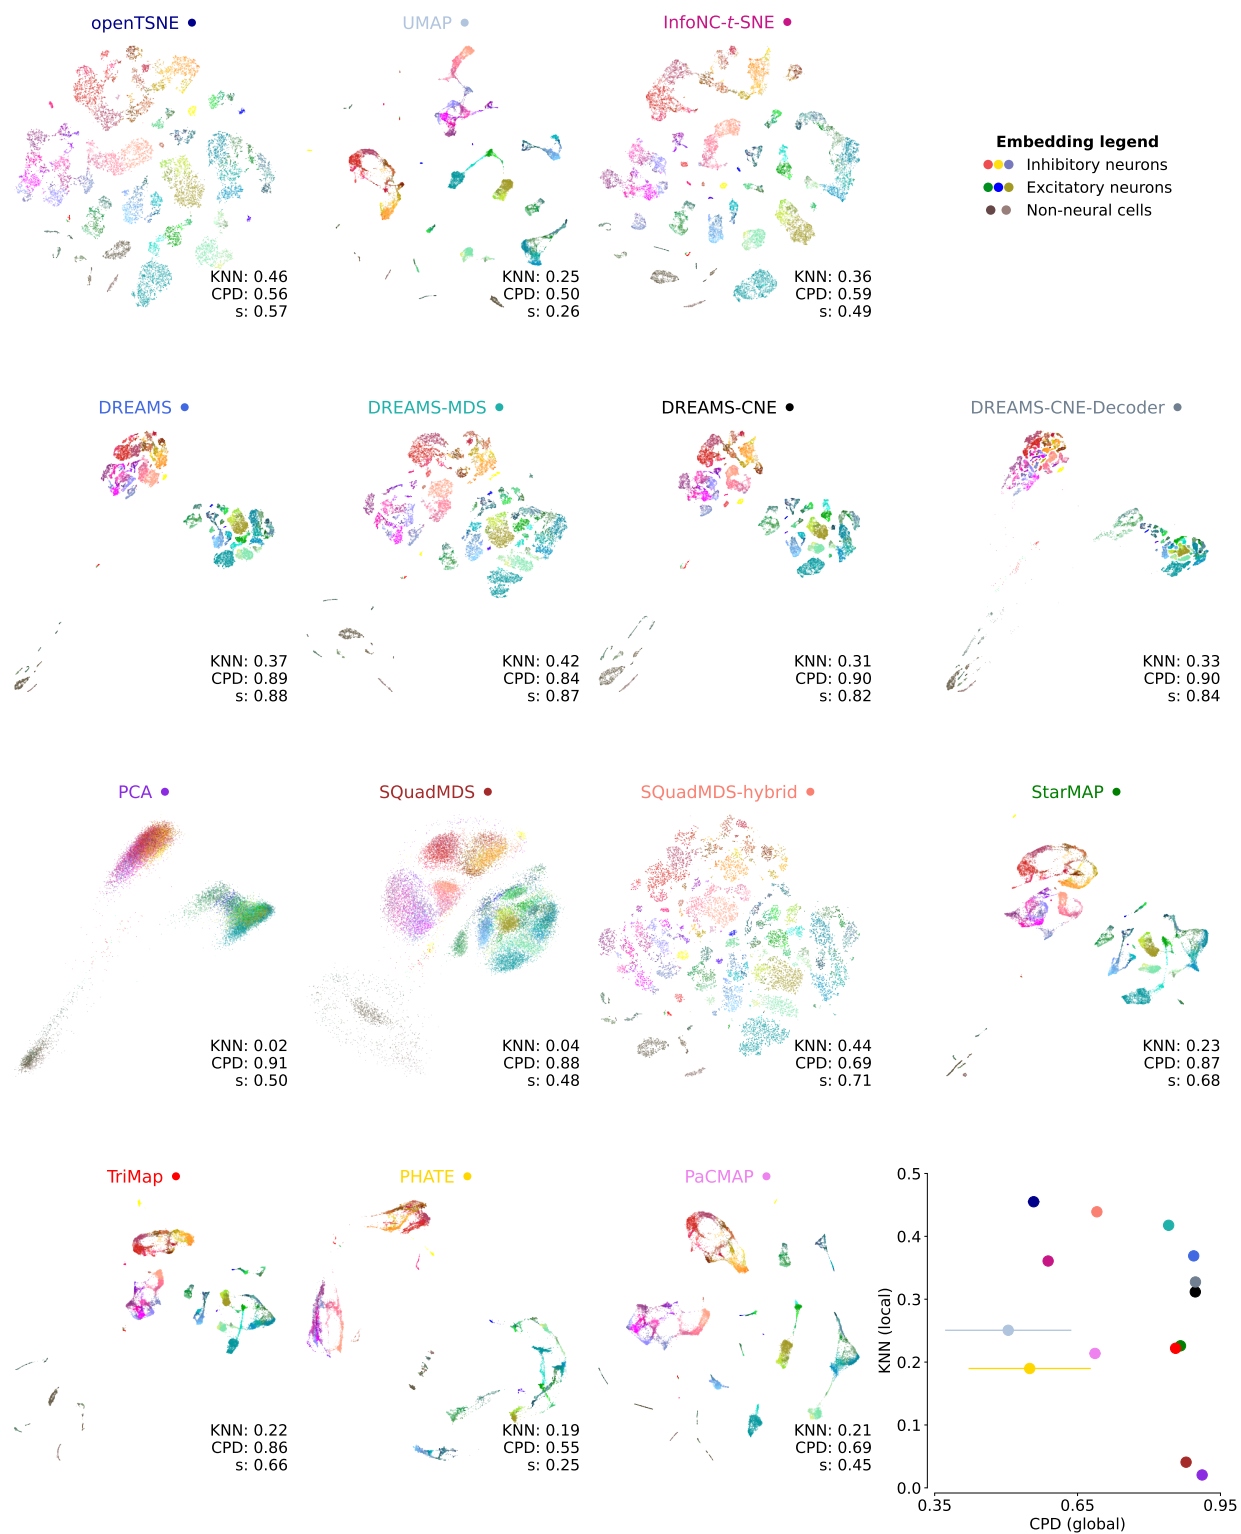 openTSNE
UMAP
InfoNC-t-SNE
KNN: 0.46
CPD: 0.56
s: 0.57
KNN: 0.25
CPD: 0.50
s: 0.26
KNN: 0.36
CPD: 0.59
s: 0.49
Embedding legend
Inhibitory neurons
Excitatory neurons
Non-neural cells
DREAMS
DREAMS-MDS
DREAMS-CNE
DREAMS-CNE-Decoder
KNN: 0.37
CPD: 0.89
s: 0.88
KNN: 0.42
CPD: 0.84
s: 0.87
KNN: 0.31
CPD: 0.90
s: 0.82
KNN: 0.33
CPD: 0.90
s: 0.84
PCA
SQuadMDS
SQuadMDS-hybrid
StarMAP
KNN: 0.02
CPD: 0.91
s: 0.50
KNN: 0.04
CPD: 0.88
s: 0.48
KNN: 0.44
CPD: 0.69
s: 0.71
KNN: 0.23
CPD: 0.87
s: 0.68
TriMap
PHATE
PaCMAP
KNN: 0.22
CPD: 0.86
s: 0.66
KNN: 0.19
CPD: 0.55
s: 0.25
KNN: 0.21
CPD: 0.69
s: 0.45
KNN (local)
0.5
0.4
0.3
0.2
0.1
0.0
0.35
0.65
0.95
CPD (global)